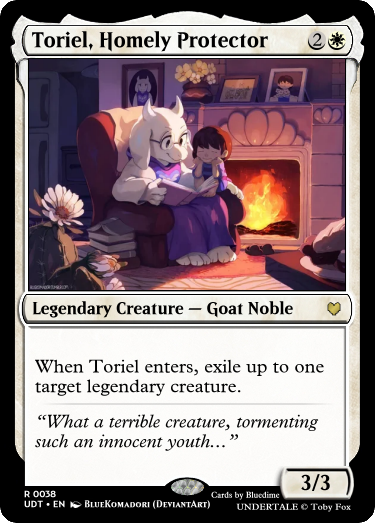 Toriel, Homely Protector 2
Legendary Creature — Goat Noble
When Toriel enters, exile up to one
target legendary creature.
“What a terrible creature, tormenting
such an innocent youth…”
3/3
R 0038
UDT • EN BlueKomadori (DeviantArt)
Cards by Bluedime
UNDERTALE © Toby Fox